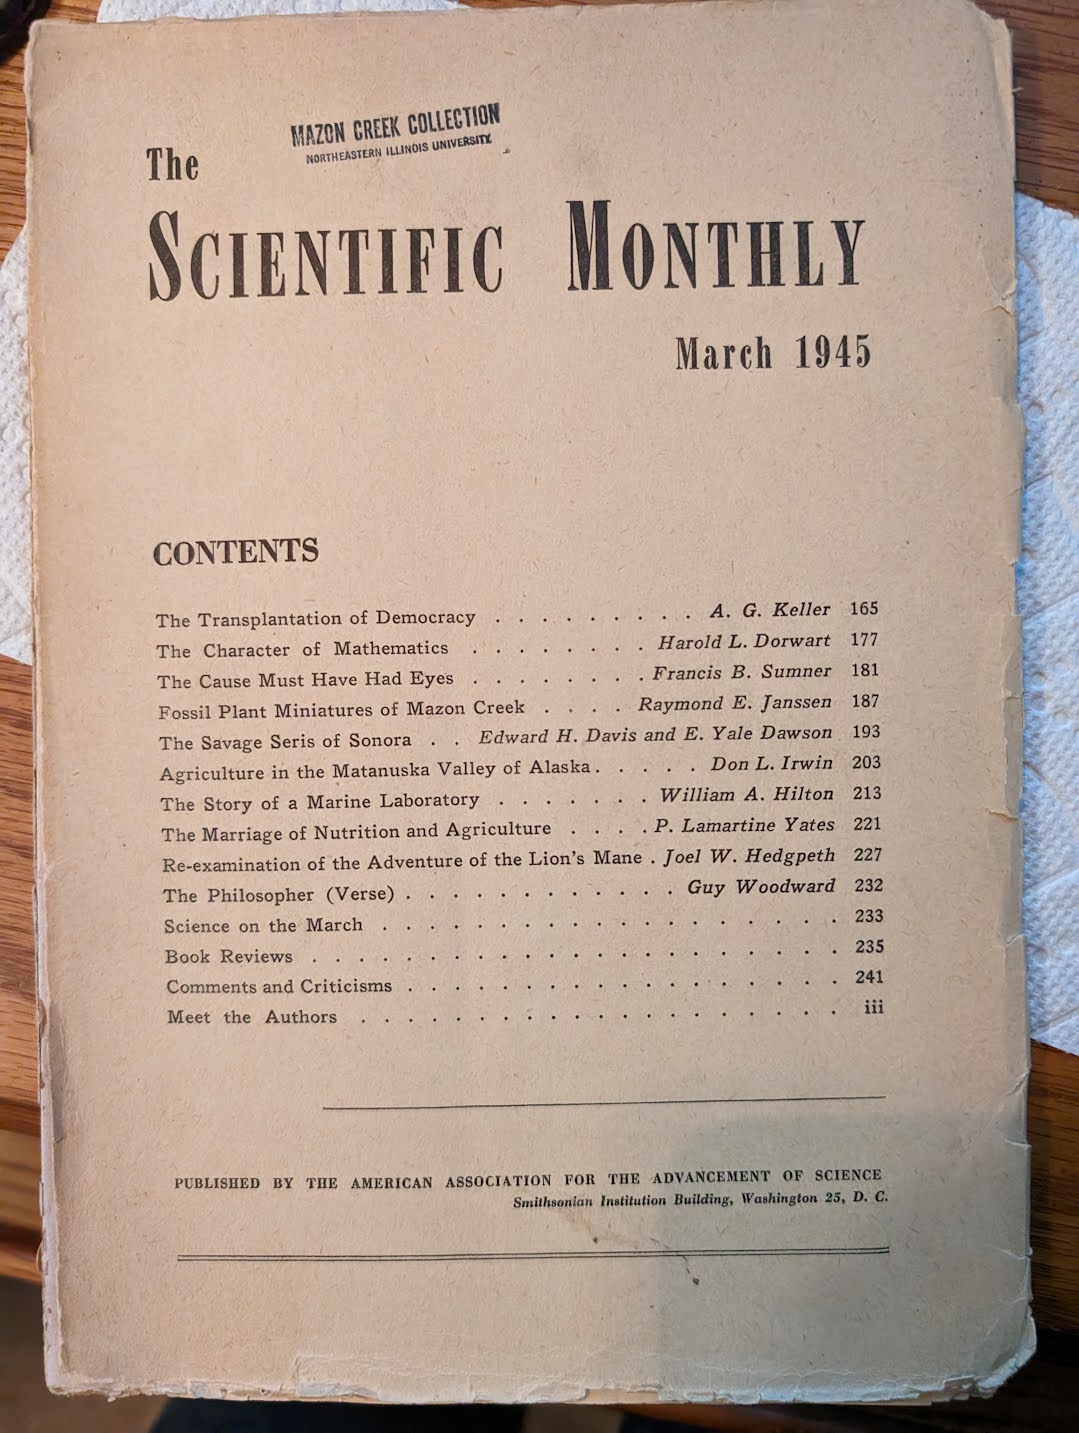 MAZON CREEK COLLECTION
NORTHEASTERN ILLINOIS UNIVERSITY
The
SCIENTIFIC MONTHLY
March 1945
CONTENTS
The Transplantation of Democracy . . . . . . . . . A. G. Keller 165
The Character of Mathematics . . . . . . . . Harold L. Dorwart 177
The Cause Must Have Had Eyes . . . . . . . . Francis B. Sumner 181
Fossil Plant Miniatures of Mazon Creek . . . . Raymond E. Janssen 187
The Savage Seris of Sonora . . Edward H. Davis and E. Yale Dawson 193
Agriculture in the Matanuska Valley of Alaska . . . . . Don L. Irwin 203
The Story of a Marine Laboratory . . . . . . . William A. Hilton 213
The Marriage of Nutrition and Agriculture . . . . P. Lamartine Yates 221
Re-examination of the Adventure of the Lion's Mane . Joel W. Hedgpeth 227
The Philosopher (Verse) . . . . . . . . . . . . Guy Woodward 232
Science on the March . . . . . . . . . . . . . . . . 233
Book Reviews . . . . . . . . . . . . . . . . . . 235
Comments and Criticisms . . . . . . . . . . . . . . . 241
Meet the Authors . . . . . . . . . . . . . . . . . iii
PUBLISHED BY THE AMERICAN ASSOCIATION FOR THE ADVANCEMENT OF SCIENCE
Smithsonian Institution Building, Washington 25, D. C.